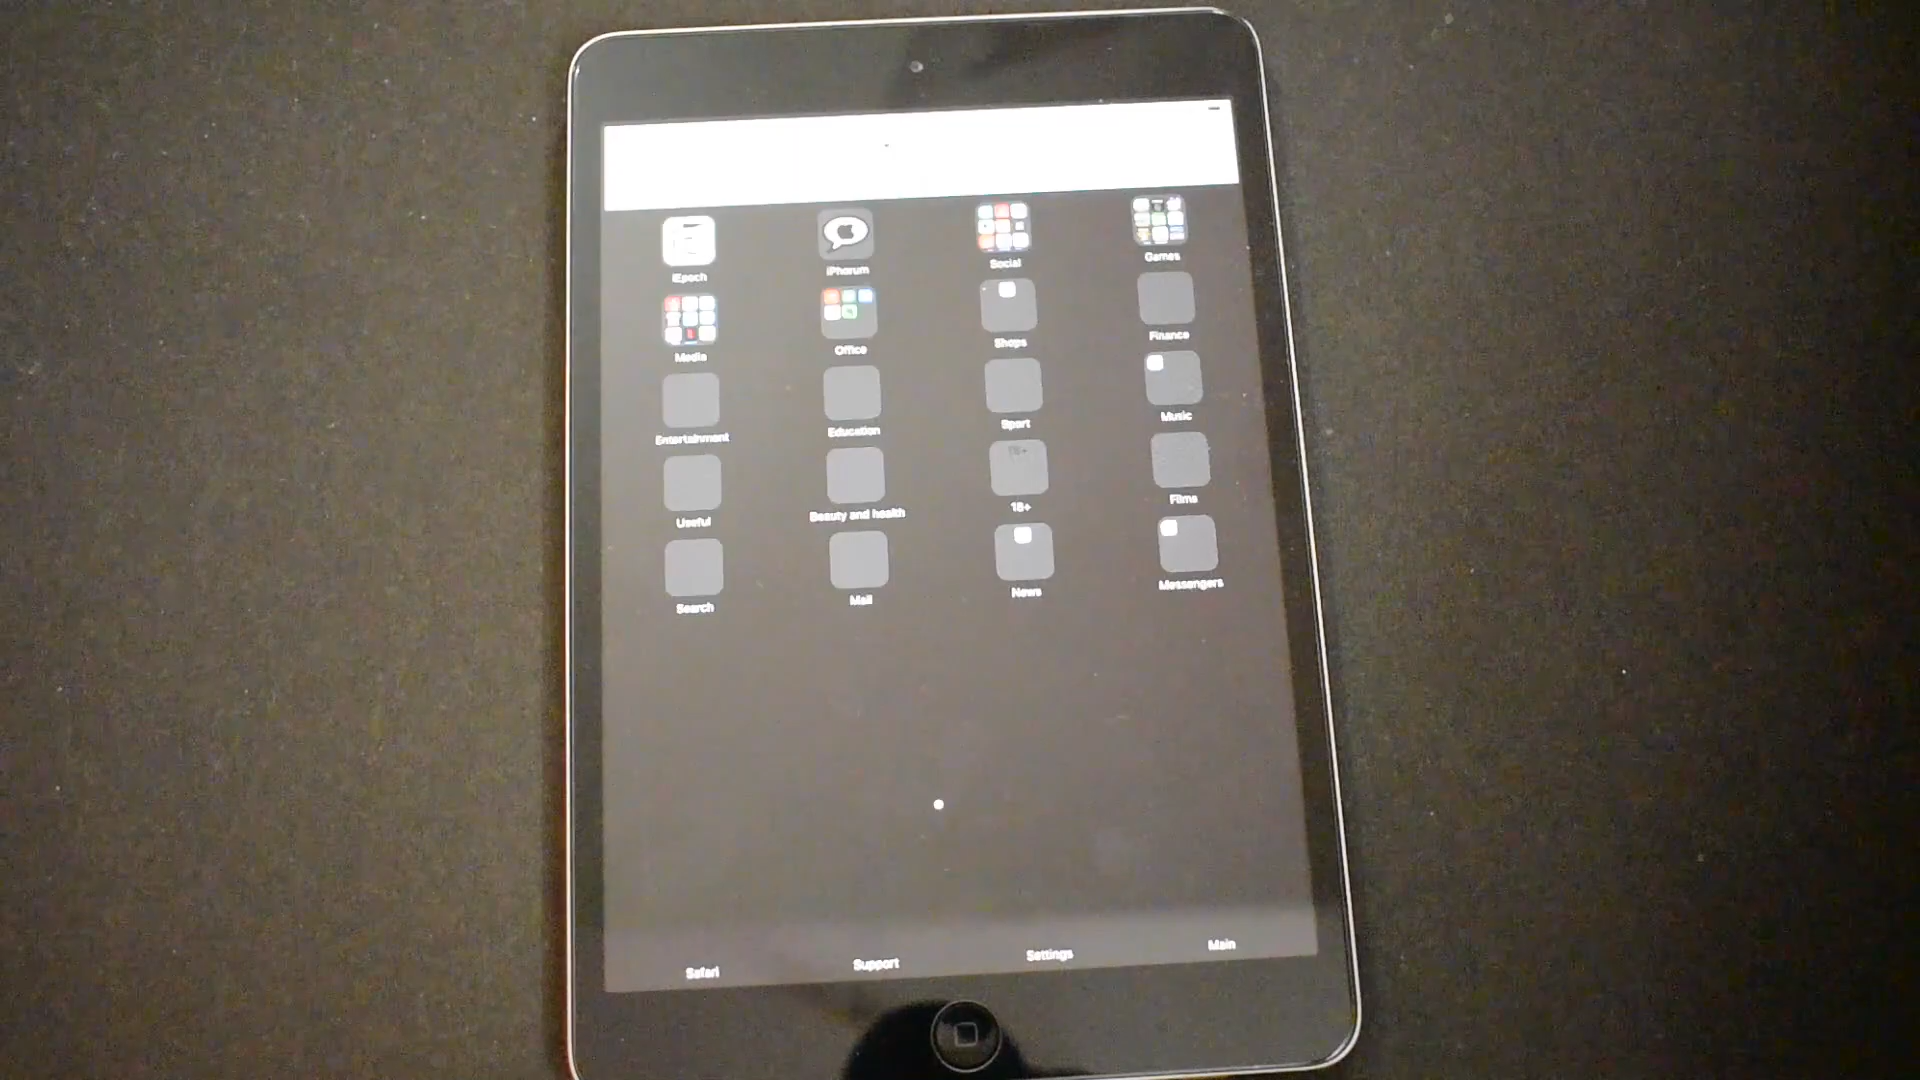 iEpoch
iPhorum
Social
Games
Media
Office
Shops
Finance
Entertainment
Education
Sport
Music
Useful
Beauty and health
18+
18+
Films
Search
Mail
News
Messengers
Safari
Support
Settings
Main